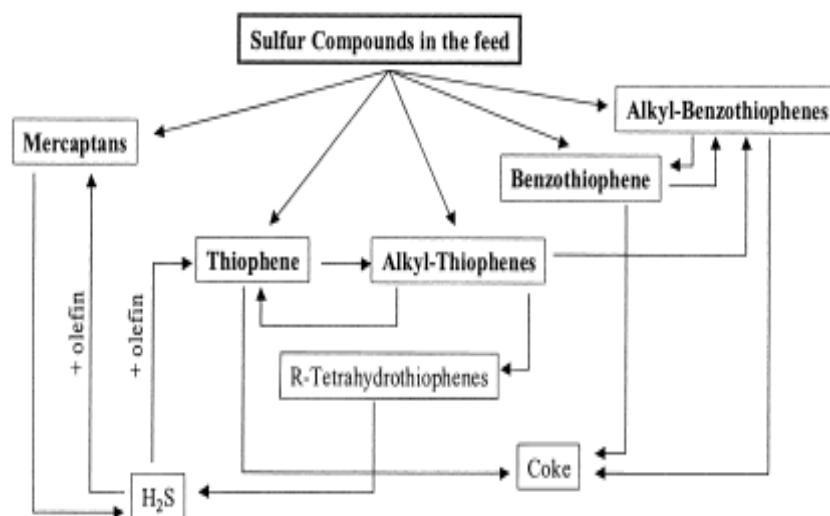 Sulfur Compounds in the feed
Alkyl-Benzothiophenes
Mercaptans
Benzothiophene
Thiophene
Alkyl-Thiophenes
+ olefin
+ olefin
R-Tetrahydrothiophenes
Coke
H₂S